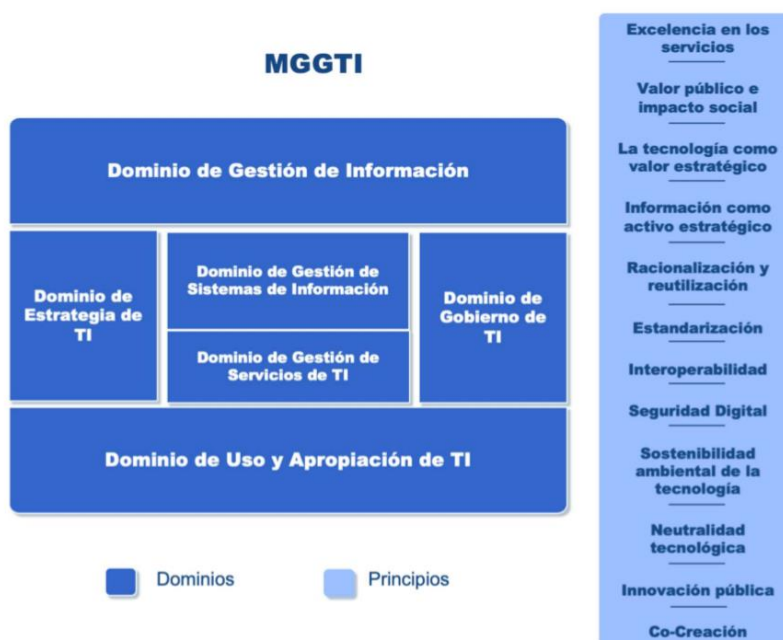 MGGTI
Dominio de Gestión de Información
Dominio de
Estrategia de
TI
Dominio de Gestión de
Sistemas de Información
Dominio de Gestión de
Servicios de TI
Dominio de
Gobierno de
TI
Dominio de Uso y Apropiación de TI
Dominios
Principios
Excelencia en los
servicios
Valor público e
impacto social
La tecnología como
valor estratégico
Información como
activo estratégico
Racionalización y
reutilización
Estandarización
Interoperabilidad
Seguridad Digital
Sostenibilidad
ambiental de la
tecnología
Neutralidad
tecnológica
Innovación pública
Co-Creación